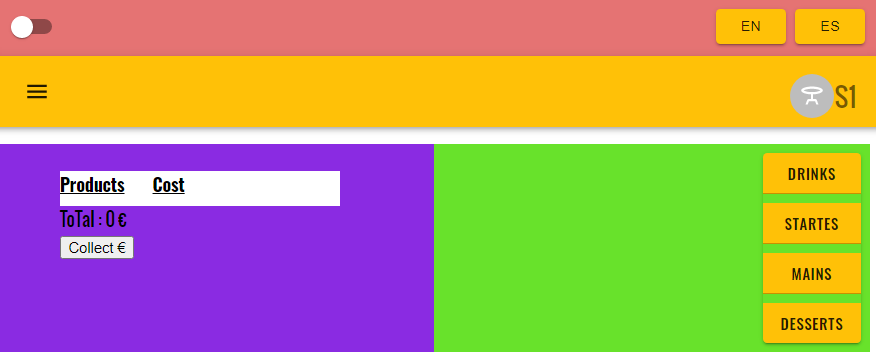 EN ES
S1
Products Cost
ToTal : 0 €
Collect €
DRINKS
STARTES
MAINS
DESSERTS